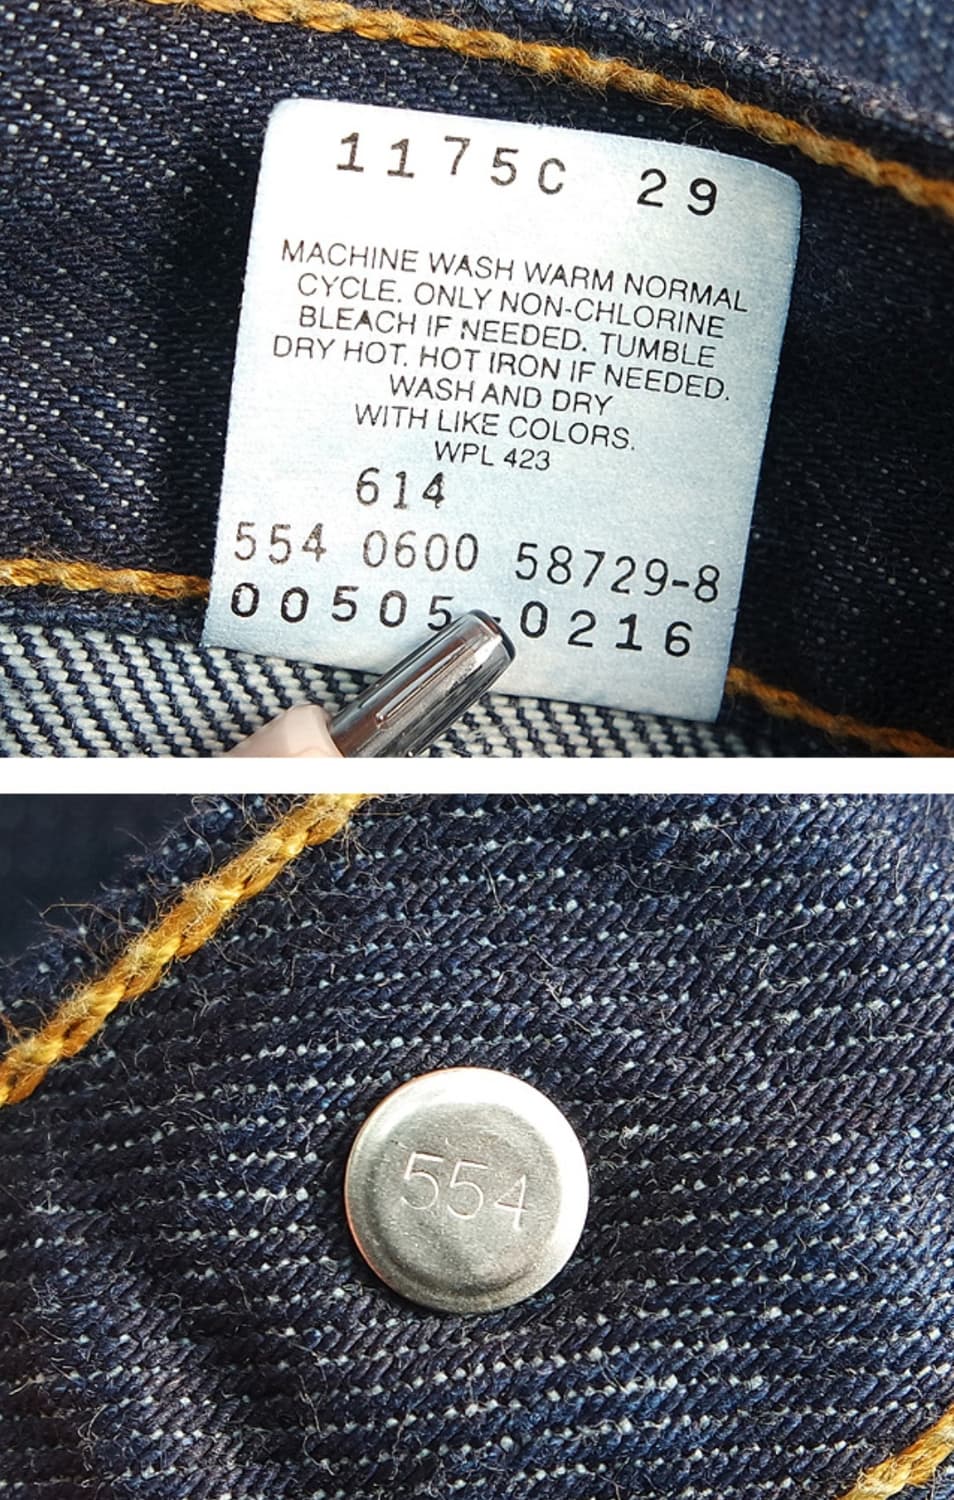 1175C 29
MACHINE WASH WARM NORMAL
CYCLE. ONLY NON-CHLORINE
BLEACH IF NEEDED. TUMBLE
DRY HOT. HOT IRON IF NEEDED.
WASH AND DRY
WITH LIKE COLORS.
WPL 423
614
554 0600 58729-8
00505-0216
554